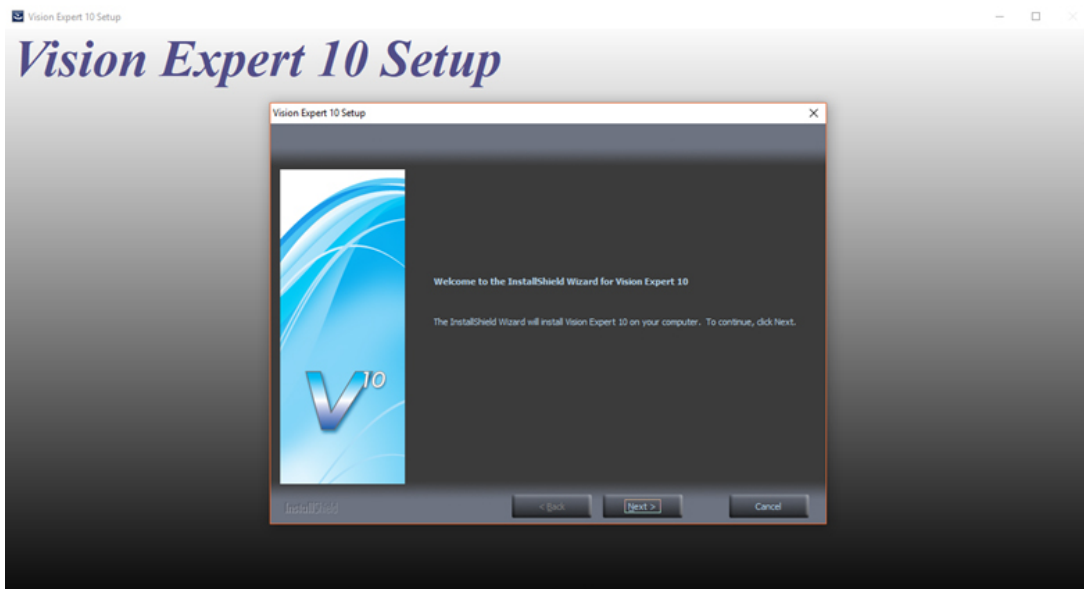 Vision Expert 10 Setup
Vision Expert 10 Setup
Vision Expert 10 Setup
Welcome to the InstallShield Wizard for Vision Expert 10
The InstallShield Wizard will install Vision Expert 10 on your computer. To continue, click Next.
V10
InstallShield
< Back
Next >
Cancel